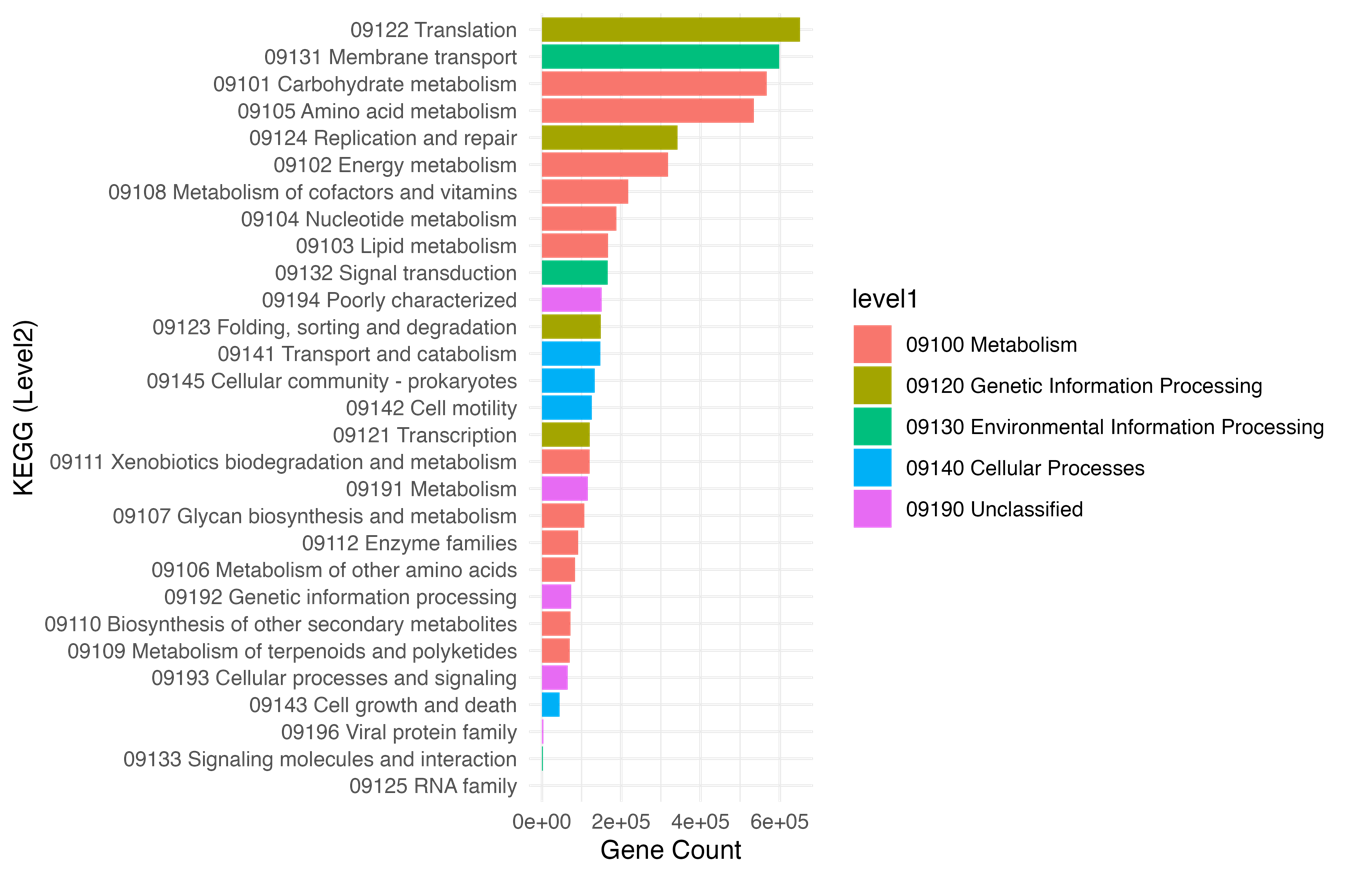 09122 Translation
09131 Membrane transport
09101 Carbohydrate metabolism
09105 Amino acid metabolism
09124 Replication and repair
09102 Energy metabolism
09108 Metabolism of cofactors and vitamins
09104 Nucleotide metabolism
09103 Lipid metabolism
09132 Signal transduction
09194 Poorly characterized
09123 Folding, sorting and degradation
09141 Transport and catabolism
09145 Cellular community - prokaryotes
09142 Cell motility
09121 Transcription
09111 Xenobiotics biodegradation and metabolism
09191 Metabolism
09107 Glycan biosynthesis and metabolism
09112 Enzyme families
09106 Metabolism of other amino acids
09192 Genetic information processing
09110 Biosynthesis of other secondary metabolites
09109 Metabolism of terpenoids and polyketides
09193 Cellular processes and signaling
09143 Cell growth and death
09196 Viral protein family
09133 Signaling molecules and interaction
09125 RNA family
KEGG (Level2)
0e+00 2e+05 4e+05 6e+05
Gene Count
level1
09100 Metabolism
09120 Genetic Information Processing
09130 Environmental Information Processing
09140 Cellular Processes
09190 Unclassified